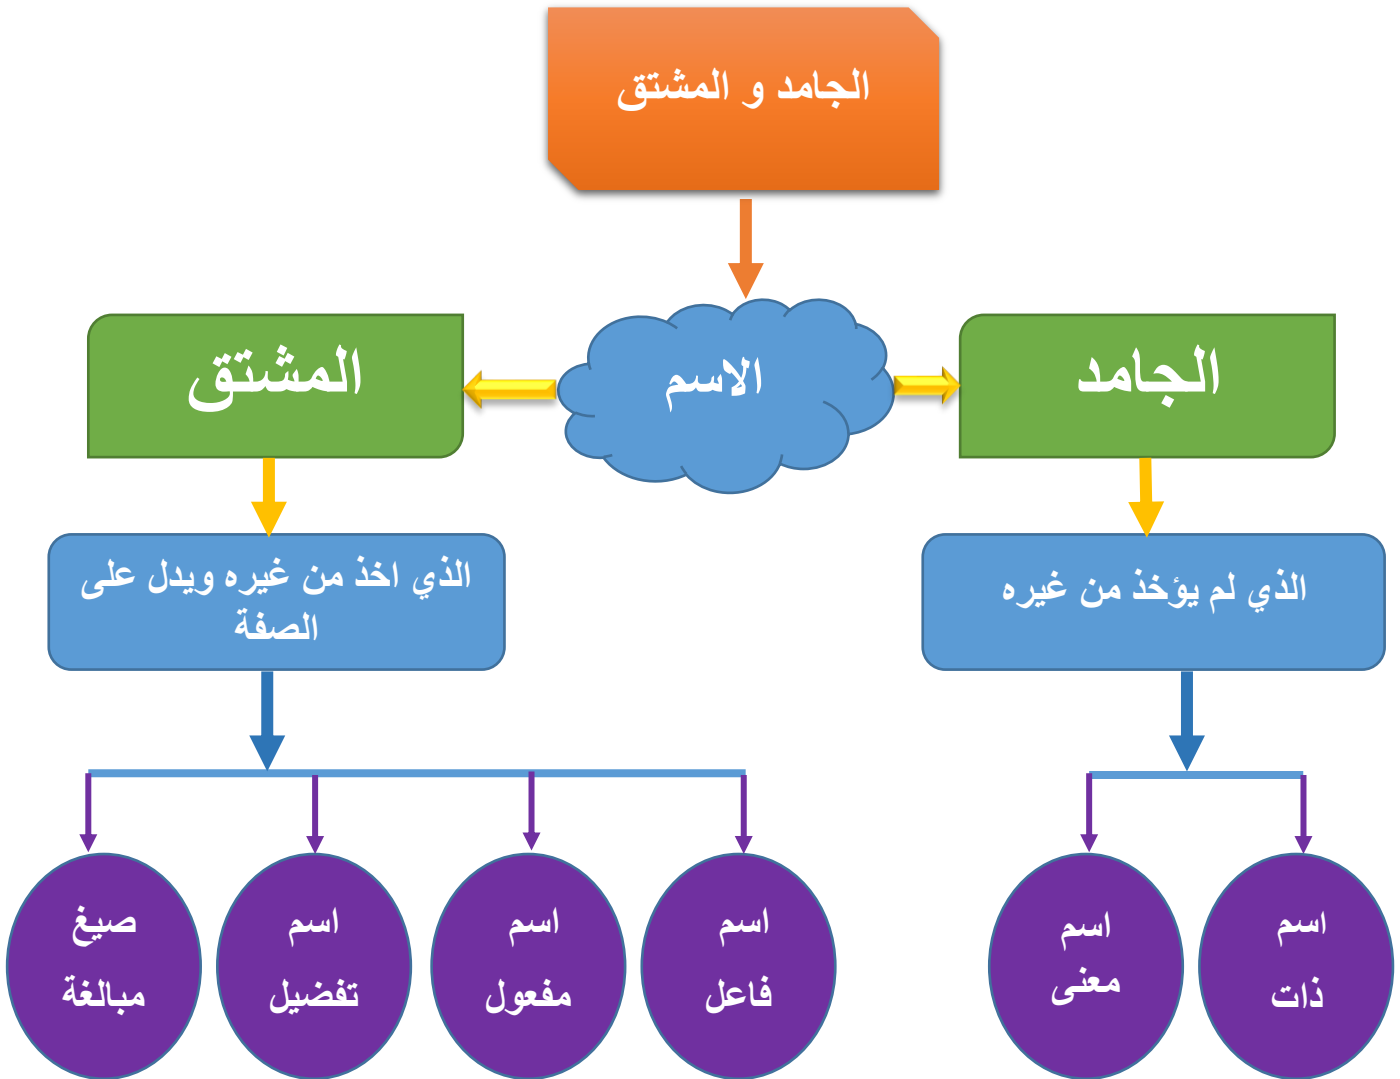 الجامد و المشتق
الاسم
الجامد
المشتق
الذي لم يؤخذ من غيره
الذي اخذ من غيره ويدل على
الصفة
اسم
ذات
اسم
معنى
اسم
فاعل
اسم
مفعول
اسم
تفضيل
صيغ
مبالغة